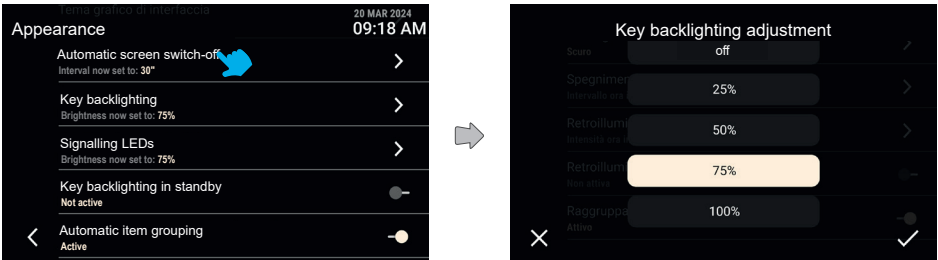 Tema grafico di interfaccia
20 MAR 2024
Appearance
09:18 AM
Automatic screen switch-off
Interval now set to: 30"
Key backlighting
Brightness now set to: 75%
Signalling LEDs
Brightness now set to: 75%
Key backlighting in standby
Not active
Automatic item grouping
Active
Key backlighting adjustment
Scuro
off
Spegnimen
Intervallo ora
25%
Retroillumi
Intensità ora
50%
Retroillum
Non attiva
75%
Raggruppa
Attivo
100%